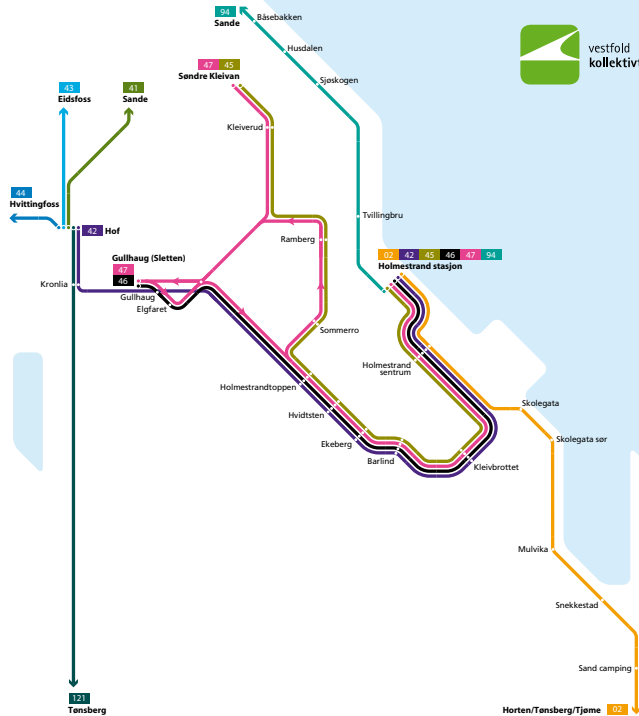 94
Sande
Båsebakken
Husdalen
Sjøskogen
vestfold
47 45
Søndre Kleivan
43
Eidsfoss
41
Sande
Kleiverud
44
Hvittingfoss
42 Hof
Tvillingbru
Ramberg
Gullhaug (Sletten)
47
46
02 42 45 46 47 94
Holmestrand stasjon
Kronlia
Gullhaug
Elgfaret
Sommerro
Holmestrand
sentrum
Holmestrandtoppen
Hvidtsten
Skolegata
Skolegata sør
Ekeberg
Barlind
Kleivbrottet
Mulvika
Snekkestad
Sand camping
121
Tønsberg
Horten/Tønsberg/Tjøme 02